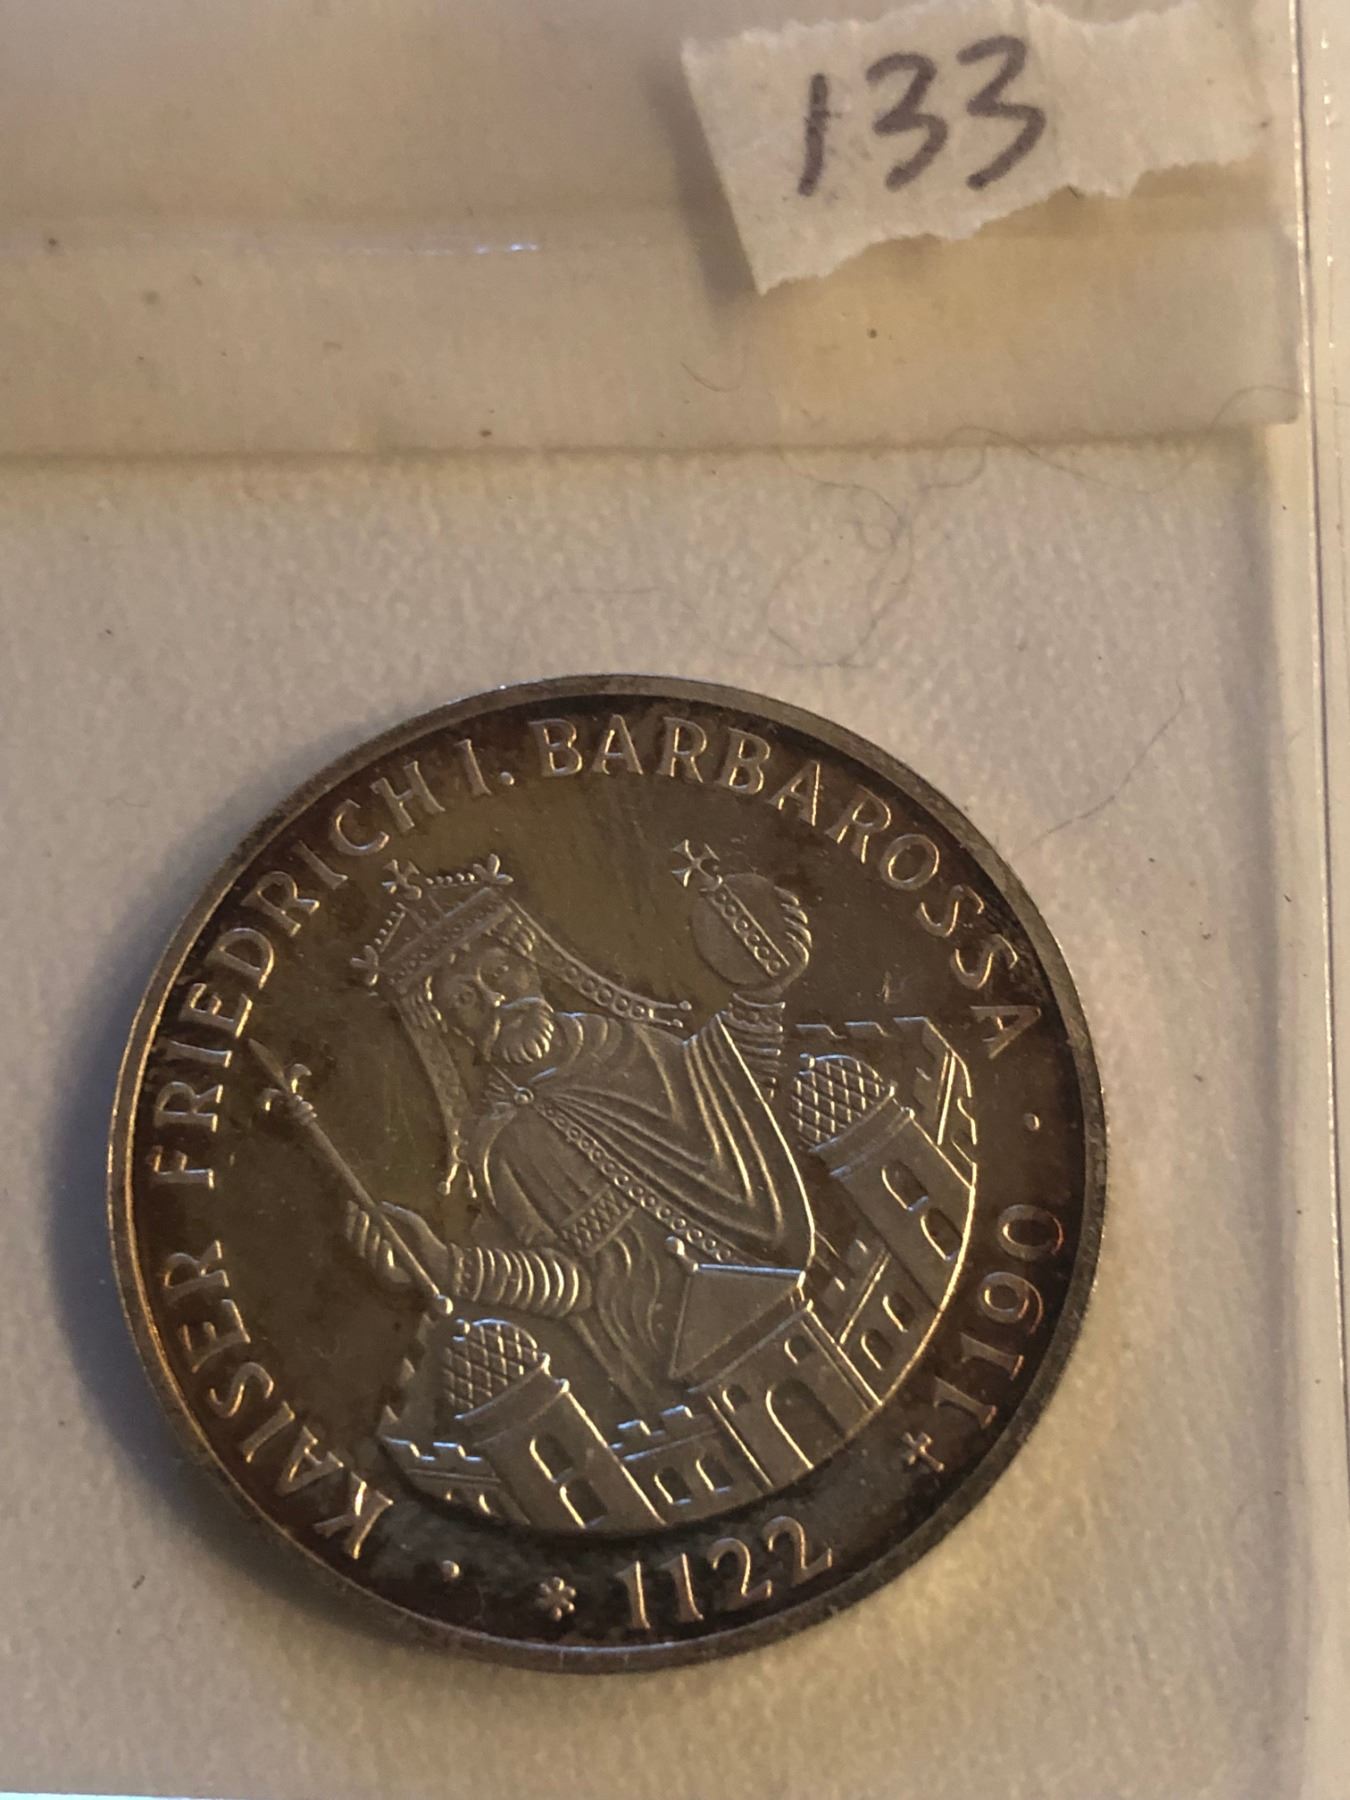 133
KAISER FRIEDRICH I. BARBAROSSA
* 1122 † 1190